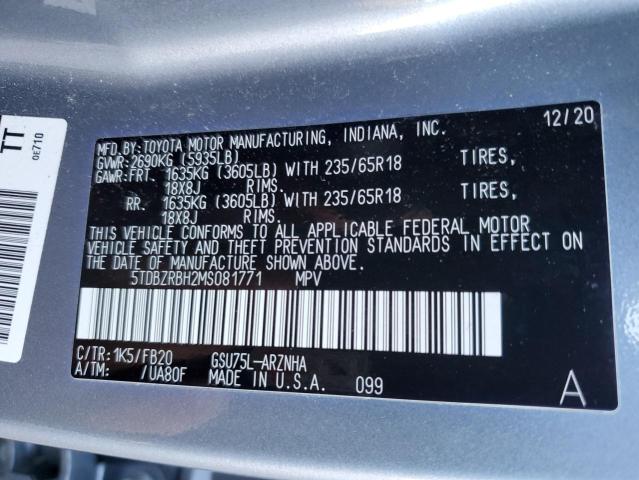 TT
0E710
12/20
MFD.BY:TOYOTA MOTOR MANUFACTURING, INDIANA, INC.
GVWR:2690KG (5935LB)
GAWR:FRT. 1635KG (3605LB) WITH 235/65R18 TIRES,
18X8J RIMS.
RR. 1635KG (3605LB) WITH 235/65R18 TIRES,
18X8J RIMS.
THIS VEHICLE CONFORMS TO ALL APPLICABLE FEDERAL MOTOR
VEHICLE SAFETY AND THEFT PREVENTION STANDARDS IN EFFECT ON
THE DATE OF MANUFACTURE SHOWN ABOVE.
5TDBZRBH2MS081771 MPV
C/TR: 1K5/FB20 GSU75L-ARZNHA
A/TM: /UA80F MADE IN U.S.A. 099 A